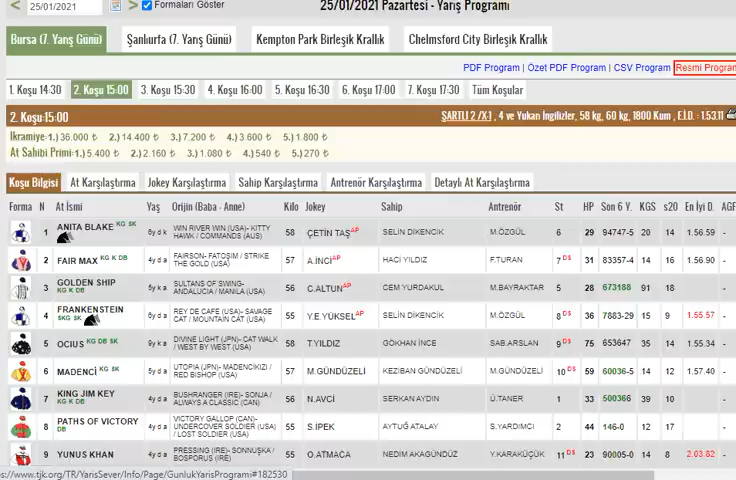 < 25/01/2021 > Formaları Göster 25/01/2021 Pazartesi - Yarış Programı
Bursa (7. Yarış Günü) Şanlıurfa (7. Yarış Günü) Kempton Park Birleşik Krallık Chelmsford City Birleşik Krallık
PDF Program | Özet PDF Program | CSV Program Resmi Program
1. Koşu 14:30 2. Koşu 15:00 3. Koşu 15:30 4. Koşu 16:00 5. Koşu 16:30 6. Koşu 17:00 7. Koşu 17:30 Tüm Koşular
2. Koşu:15:00 ŞARTLI 2 /X-1 , 4 ve Yukarı İngilizler, 58 kg, 60 kg, 1800 Kum , E.İ.D. : 1.53.11
Ikramiye:1.) 36.000 ₺ 2.) 14.400 ₺ 3.) 7.200 ₺ 4.) 3.600 ₺ 5.) 1.800 ₺
At Sahibi Primi:1.) 5.400 ₺ 2.) 2.160 ₺ 3.) 1.080 ₺ 4.) 540 ₺ 5.) 270 ₺
Koşu Bilgisi At Karşılaştırma Jokey Karşılaştırma Sahip Karşılaştırma Antrenör Karşılaştırma Detaylı At Karşılaştırma
Forma N At İsmi Yaş Orijin (Baba - Anne) Kilo Jokey Sahip Antrenör St HP Son 6 Y. KGS s20 En İyi D. AGF
1 ANITA BLAKE KG SK 6y d k WIN RIVER WIN (USA)- KITTY HAWK / COMMANDS (AUS) 58 ÇETİN TAŞ AP SELİN DİKENCİK M.ÖZGÜL 6 29 94747-5 20 14 1.56.59 -
2 FAIR MAX KG K DB 4y d a FAIRSON- FATOŞIM / STRIKE THE GOLD (USA) 57 A.İNCİ AP HACI YILDIZ F.TURAN 7 DS 31 83357-4 14 16 1.56.90 -
3 GOLDEN SHIP KG K DB 5y k a SULTANS OF SWING- ANDALUCIA / MANILA (USA) 56 C.ALTUN AP CEM YURDAKUL M.BAYRAKTAR 5 28 673188 91 18 -
4 FRANKENSTEIN SKG SK 6y d a REY DE CAFE (USA)- SAVAGE CAT / MOUNTAIN CAT (USA) 55 Y.E.YÜKSEL AP SELİN DİKENCİK M.ÖZGÜL 8 DS 36 7883-29 15 9 1.55.57 -
5 OCIUS KG DB SK 9y k a DIVINE LIGHT (JPN)- CAT WALK / WEST BY WEST (USA) 58 T.YILDIZ GÖKHAN İNCE SAB.ARSLAN 9 DS 75 653647 35 14 1.55.34 -
6 MADENCİ KG SK 5y d a UTOPIA (JPN)- MADENCİKIZI / RED BISHOP (USA) 57 M.GÜNDÜZELİ KEZİBAN GÜNDÜZELİ M.GÜNDÜZELİ 10 DS 59 60036-5 14 12 1.57.40 -
7 KING JIM KEY KG K DB 4y d a BUSHRANGER (IRE)- SONJA / ALWAYS A CLASSIC (CAN) 56 N.AVCİ SERKAN AYDIN Ü.TANER 1 33 500366 39 10 -
8 PATHS OF VICTORY DB 4y d a VICTORY GALLOP (CAN)- UNDERCOVER SOLDIER (USA) / LOST SOLDIER (USA) 55 S.İPEK AYTUĞ ATALAY S.YARDIMCI 2 44 146-0 12 17 -
9 YUNUS KHAN 4y d a PRESSING (IRE)- SONNUŞKA / BOSPORUS (IRE) 55 O.ATMACA NEDİM AKAGÜNDÜZ Y.KARAKÜÇÜK 11 DS 23 90005-0 14 8 2.03.82 -
s://www.tjk.org/TR/YarisSever/Info/Page/GunlukYarisProgrami#182530